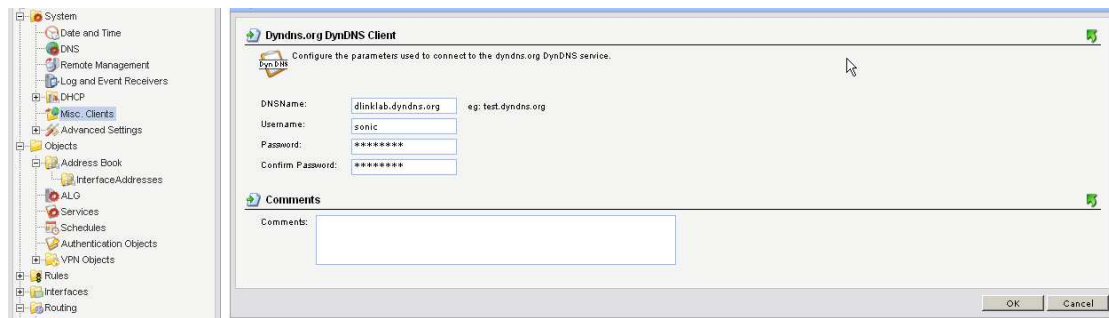 System
Date and Time
DNS
Remote Management
Log and Event Receivers
DHCP
Misc. Clients
Advanced Settings
Objects
Address Book
InterfaceAddresses
ALG
Services
Schedules
Authentication Objects
VPN Objects
Rules
Interfaces
Routing
Dyndns.org DynDNS Client
Dyn DNS
Configure the parameters used to connect to the dyndns.org DynDNS service.
DNSName: dlinklab.dyndns.org eg: test.dyndns.org
Username: sonic
Password: ********
Confirm Password: ********
Comments
Comments:
OK Cancel